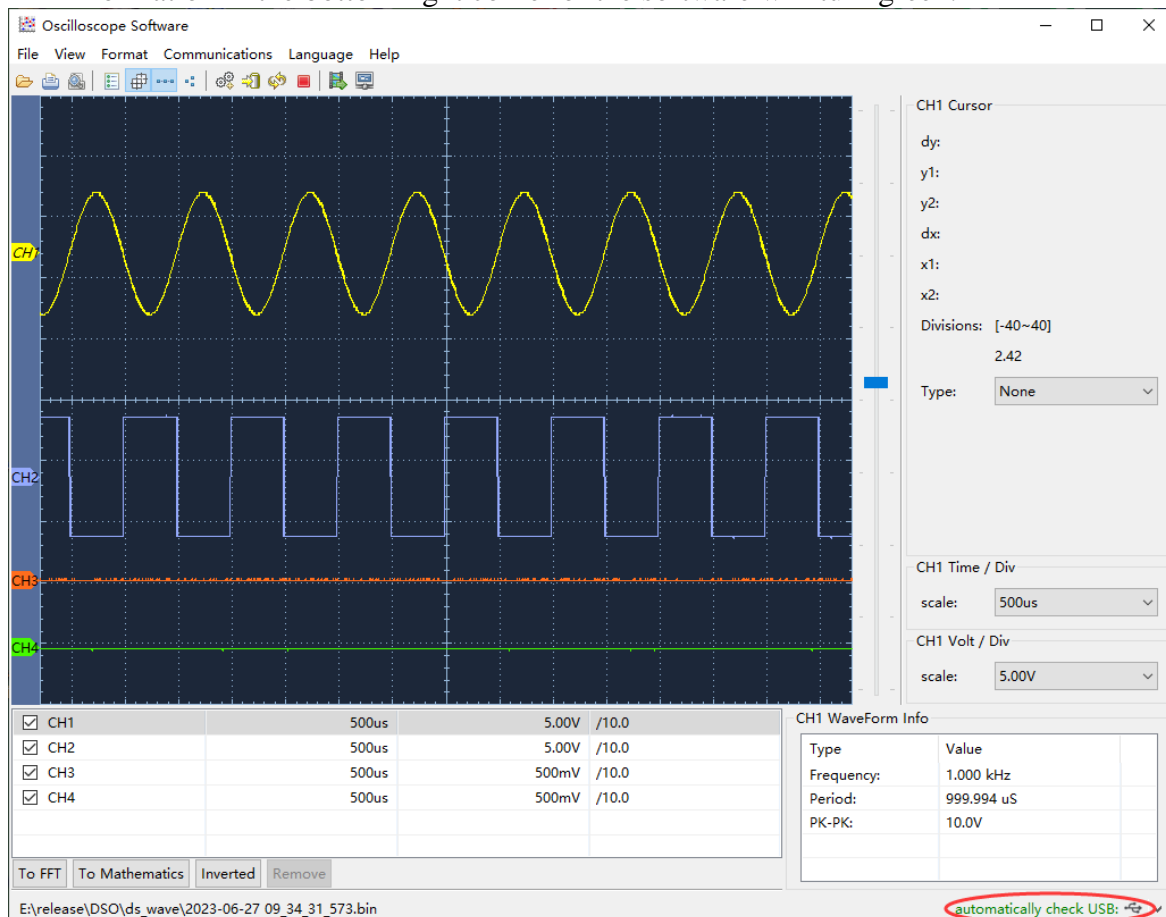 Oscilloscope Software
File View Format Communications Language Help
CH1 Cursor
dy:
y1:
y2:
dx:
x1:
x2:
Divisions: [-40~40]
2.42
Type: None
CH1
CH2
CH3
CH4
CH1 Time / Div
scale: 500us
CH1 Volt / Div
scale: 5.00V
CH1 500us 5.00V /10.0
CH2 500us 5.00V /10.0
CH3 500us 500mV /10.0
CH4 500us 500mV /10.0
CH1 WaveForm Info
Type Value
Frequency: 1.000 kHz
Period: 999.994 uS
PK-PK: 10.0V
To FFT To Mathematics Inverted Remove
E:\release\DSO\ds_wave\2023-06-27 09_34_31_573.bin
automatically check USB: